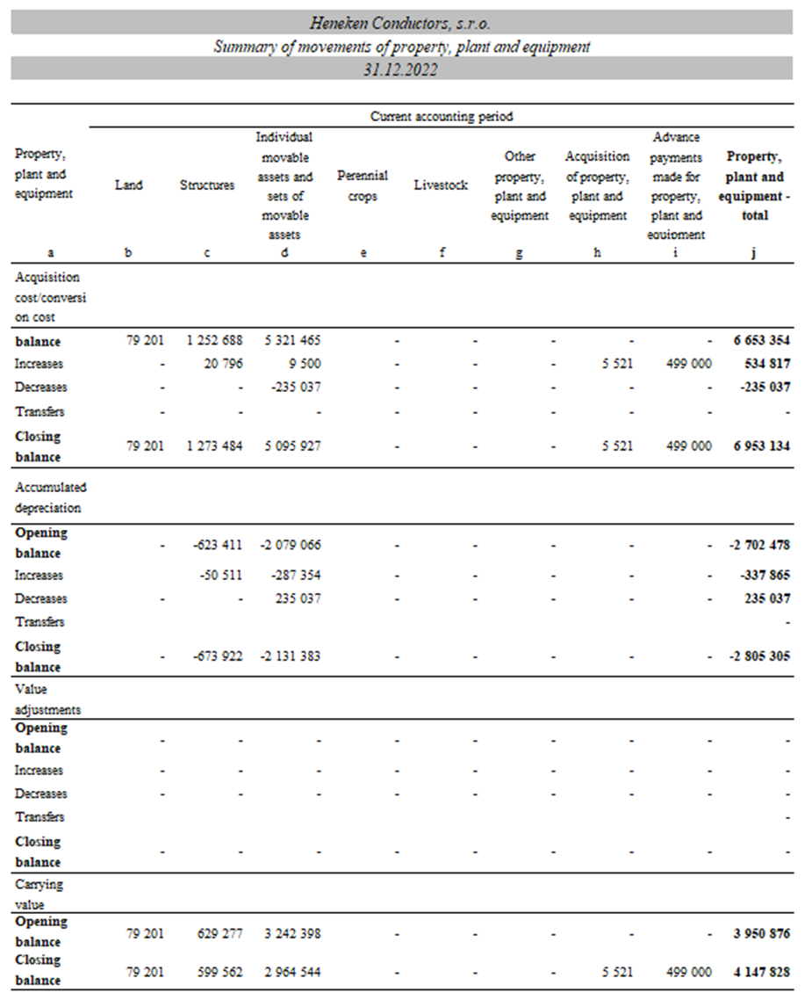 Heneken Conductors, s.r.o.
Summary of movements of property, plant and equipment
31.12.2022
Current accounting period
Property, plant and equipment | Land | Structures | Individual movable assets and sets of movable assets | Perennial crops | Livestock | Other property, plant and equipment | Acquisition of property, plant and equipment | Advance payments made for property, plant and equipment | Property, plant and equipment - total
a b c d e f g h i j
Acquisition
cost/conversi
on cost
balance 79 201 1 252 688 5 321 465 - - - - - 6 653 354
Increases - 20 796 9 500 - - - 5 521 499 000 534 817
Decreases - - -235 037 - - - - - -235 037
Transfers - - - - - - - - -
Closing
balance 79 201 1 273 484 5 095 927 - - - 5 521 499 000 6 953 134
Accumulated
depreciation
Opening
balance - -623 411 -2 079 066 - - - - - -2 702 478
Increases -50 511 -287 354 - - - - - -337 865
Decreases - - 235 037 - - - - - 235 037
Transfers -
Closing
balance - -673 922 -2 131 383 - - - - - -2 805 305
Value
adjustments
Opening
balance - - - - - - - - -
Increases - - - - - - - - -
Decreases - - - - - - - - -
Transfers -
Closing
balance - - - - - - - - -
Carrying
value
Opening
balance 79 201 629 277 3 242 398 - - - - - 3 950 876
Closing
balance 79 201 599 562 2 964 544 - - - 5 521 499 000 4 147 828